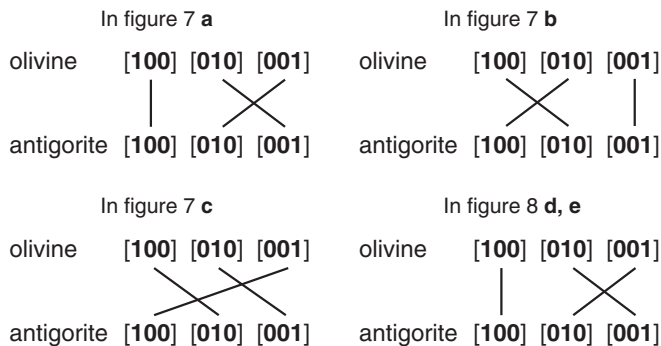 In figure 7 a
olivine [100] [010] [001]
antigorite [100] [010] [001]
In figure 7 b
olivine [100] [010] [001]
antigorite [100] [010] [001]
In figure 7 c
olivine [100] [010] [001]
antigorite [100] [010] [001]
In figure 8 d, e
olivine [100] [010] [001]
antigorite [100] [010] [001]